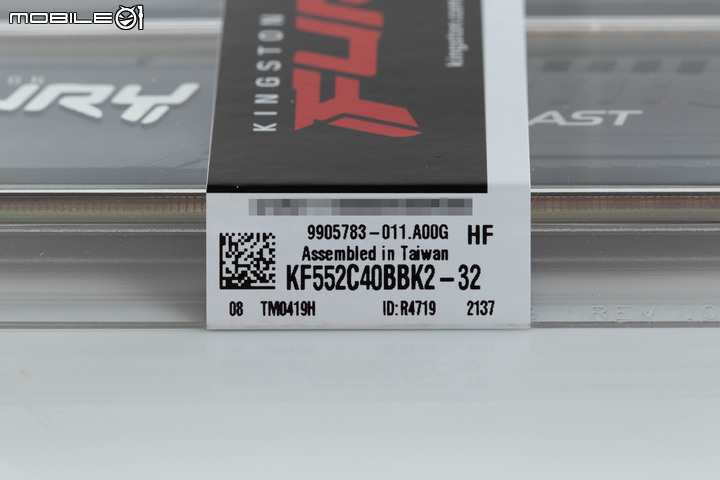 MOBILE01
KINGSTON
FURY
kingston.com
URY
AST
9905783-011.A00G
HF
Assembled in Taiwan
KF552C40BBK2-32
08 TM0419H ID:R4719 2137